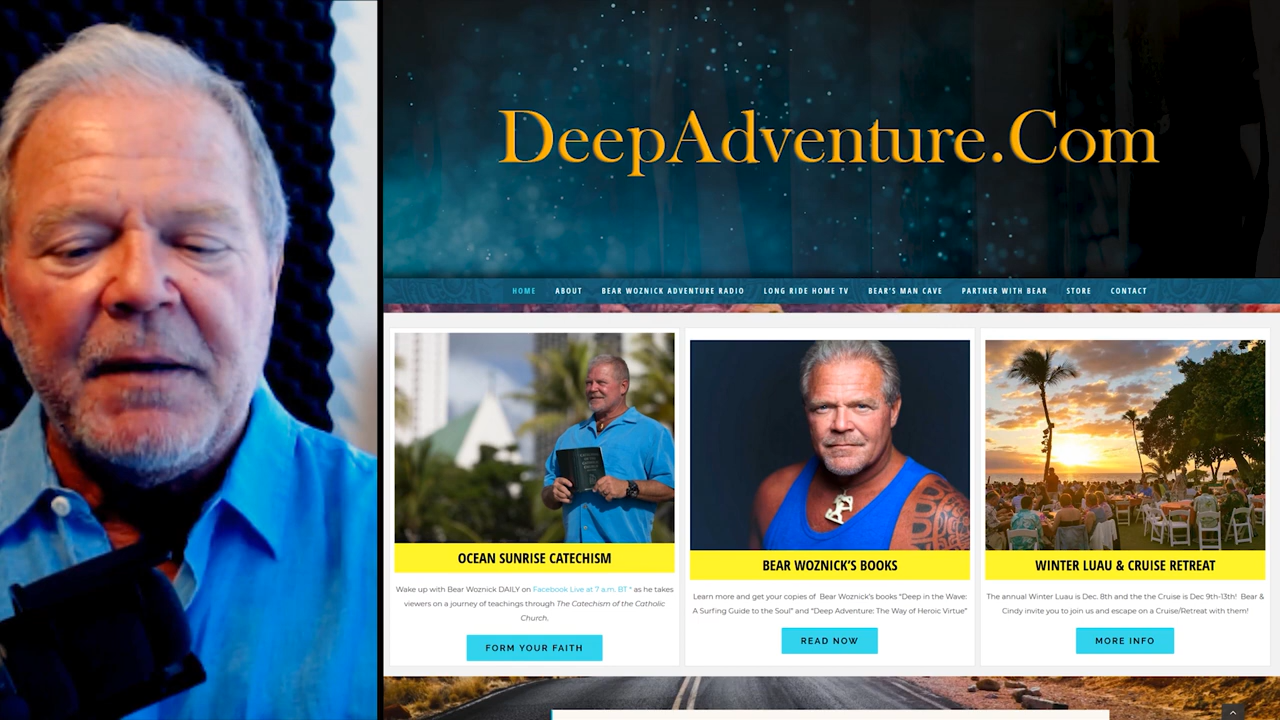 DeepAdventure.Com
HOME ABOUT BEAR WOZNICK ADVENTURE RADIO LONG RIDE HOME TV BEAR'S MAN CAVE PARTNER WITH BEAR STORE CONTACT
OCEAN SUNRISE CATECHISM
Wake up with Bear Woznick DAILY on Facebook Live at 7 a.m. BT * as he takes
viewers on a journey of teachings through The Catechism of the Catholic
Church.
FORM YOUR FAITH
BEAR WOZNICK'S BOOKS
Learn more and get your copies of Bear Woznick's books "Deep in the Wave:
A Surfing Guide to the Soul" and "Deep Adventure: The Way of Heroic Virtue"
READ NOW
WINTER LUAU & CRUISE RETREAT
The annual Winter Luau is Dec. 8th and the the Cruise is Dec 9th-13th! Bear &
Cindy invite you to join us and escape on a Cruise/Retreat with them!
MORE INFO